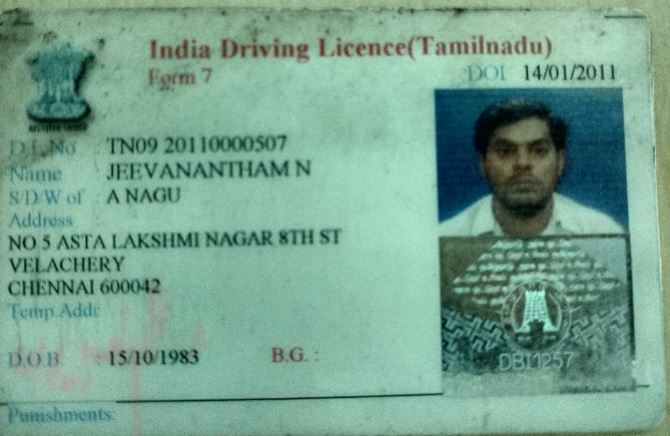 India Driving Licence(Tamilnadu)
Form 7
DOI 14/01/2011
D.L.No : TN09 20110000507
Name : JEEVANANTHAM N
S/D/W of : A NAGU
Address
NO 5 ASTA LAKSHMI NAGAR 8TH ST
VELACHERY
CHENNAI 600042
Temp.Addr
D.O.B. : 15/10/1983 B.G. :
DBL1257
Punishments: